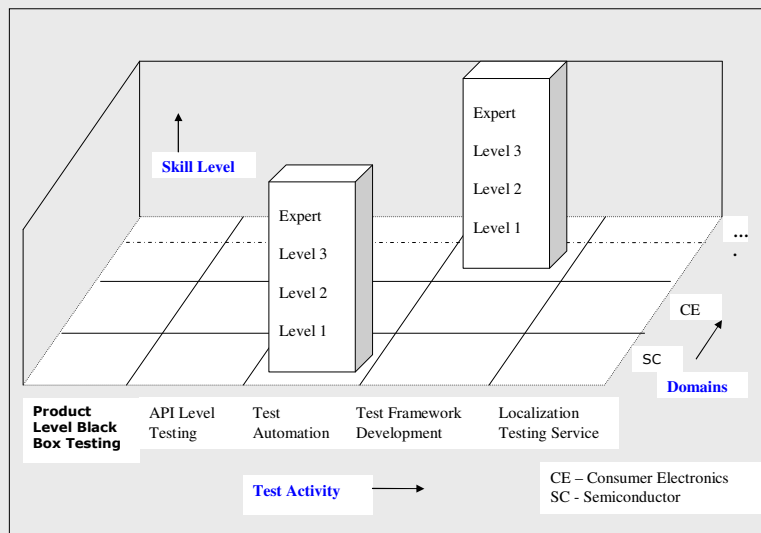 Expert
Level 3
Level 2
Level 1
Skill Level
Expert
Level 3
Level 2
Level 1
...
.
CE
SC
Domains
Product
Level Black
Box Testing
API Level
Testing
Test
Automation
Test Framework
Development
Localization
Testing Service
Test Activity
CE – Consumer Electronics
SC - Semiconductor